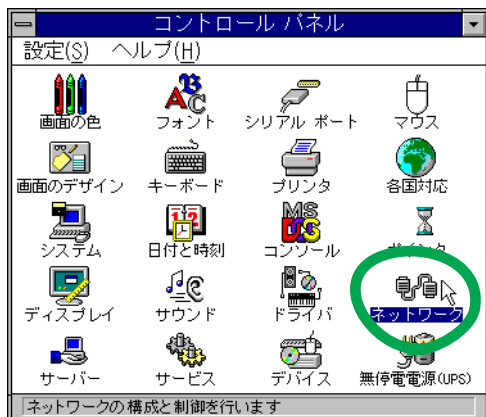 コントロール パネル
設定(S) ヘルプ(H)
画面の色 フォント シリアル ポート マウス
画面のデザイン キーボード プリンタ 各国対応
MS DOS
システム 日付と時刻 コンソール ポインタ
ディスプレイ サウンド ドライバ ネットワーク
サーバー サービス デバイス 無停電電源(UPS)
ネットワークの構成と制御を行います